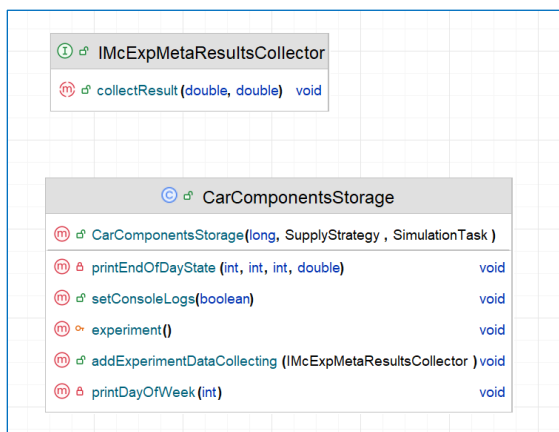 I IMcExpMetaResultsCollector
m collectResult(double, double) void
C CarComponentsStorage
m CarComponentsStorage(long, SupplyStrategy , SimulationTask )
m printEndOfDayState (int, int, int, double) void
m setConsoleLogs(boolean) void
m experiment() void
m addExperimentDataCollecting (IMcExpMetaResultsCollector ) void
m printDayOfWeek(int) void